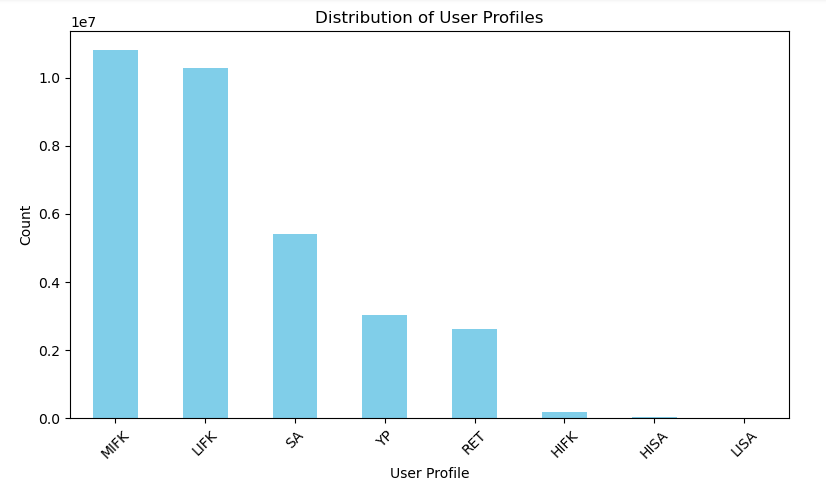 Distribution of User Profiles
1e7
1.0
0.8
0.6
0.4
0.2
0.0
Count
MIFK
LIFK
SA
YP
RET
HIFK
HISA
LISA
User Profile